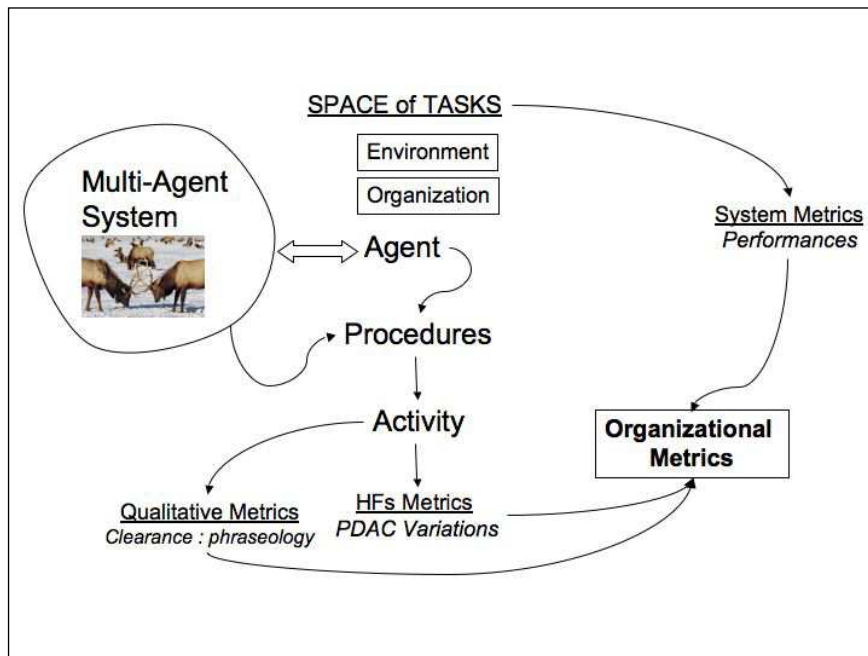 SPACE of TASKS
Environment
Organization
Multi-Agent
System
Agent
System Metrics
Performances
Procedures
Activity
Organizational
Metrics
Qualitative Metrics
Clearance : phraseology
HFs Metrics
PDAC Variations